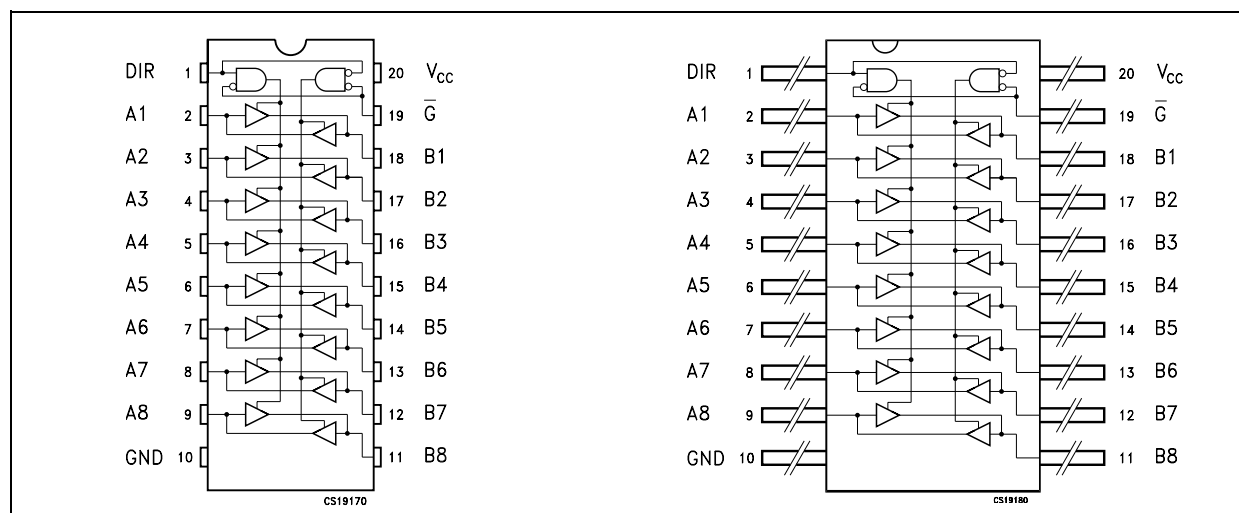 DIR 1 20 VCC
A1 2 19 G̅
A2 3 18 B1
A3 4 17 B2
A4 5 16 B3
A5 6 15 B4
A6 7 14 B5
A7 8 13 B6
A8 9 12 B7
GND 10 11 B8
CS19170
DIR 1 20 VCC
A1 2 19 G̅
A2 3 18 B1
A3 4 17 B2
A4 5 16 B3
A5 6 15 B4
A6 7 14 B5
A7 8 13 B6
A8 9 12 B7
GND 10 11 B8
CS19180